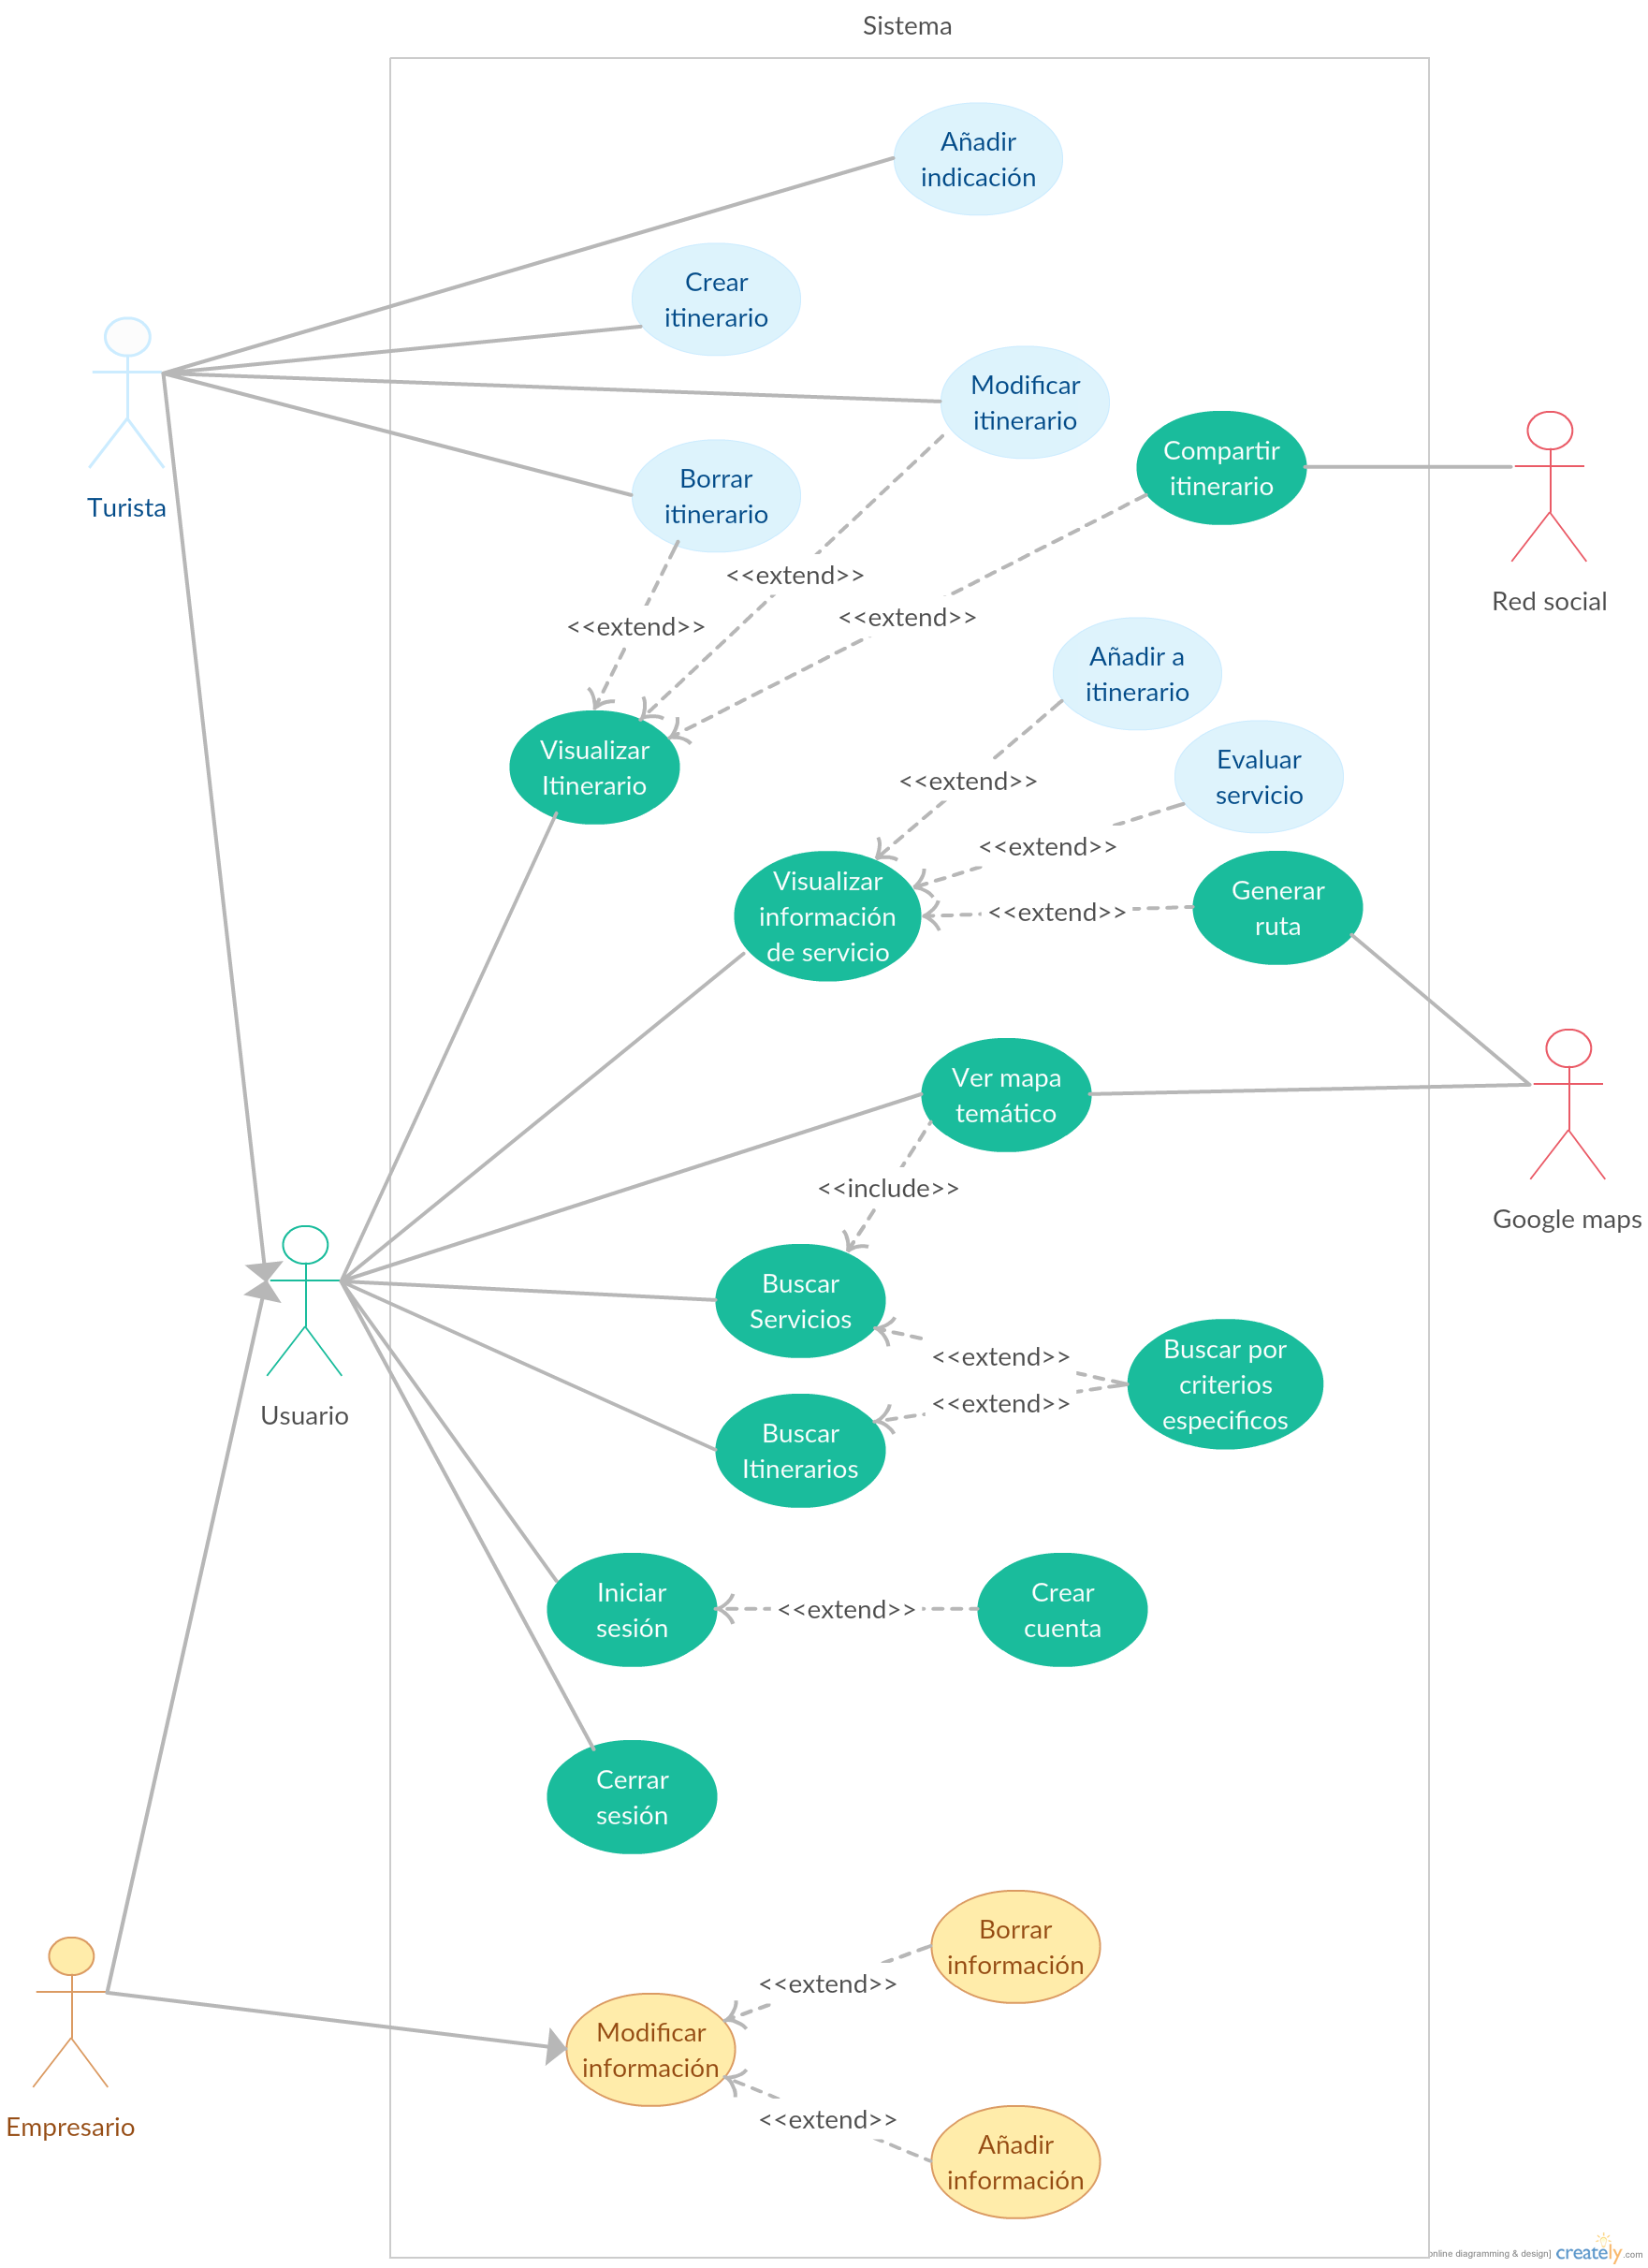 Sistema
Añadir
indicación
Crear
itinerario
Modificar
itinerario
Compartir
itinerario
Borrar
itinerario
Turista
Red social
<<extend>>
<<extend>>
<<extend>>
Añadir a
itinerario
Visualizar
Itinerario
<<extend>>
Evaluar
servicio
<<extend>>
Visualizar
información
de servicio
<<extend>>
Generar
ruta
Ver mapa
temático
<<include>>
Google maps
Buscar
Servicios
<<extend>>
Buscar por
criterios
especificos
<<extend>>
Usuario
Buscar
Itinerarios
Iniciar
sesión
<<extend>>
Crear
cuenta
Cerrar
sesión
Borrar
información
<<extend>>
Modificar
información
<<extend>>
Empresario
Añadir
información
online diagramming & design] creately.com